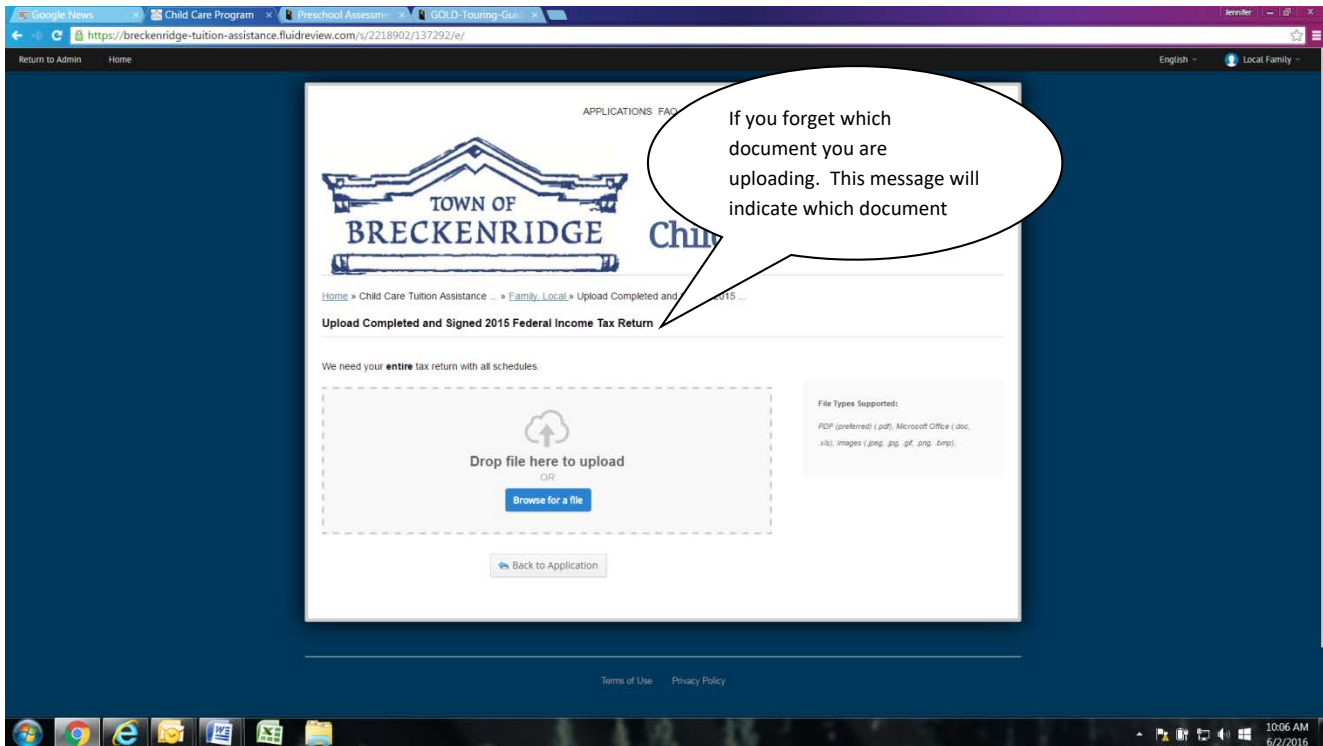 Google News
Child Care Program
Preschool Assessme
GOLD-Touring-Guid
Jennifer
https://breckenridge-tuition-assistance.fluidreview.com/s/2218902/137292/e/
Return to Admin Home
English
Local Family
APPLICATIONS FAQ
If you forget which
document you are
uploading. This message will
indicate which document
TOWN OF
BRECKENRIDGE
Home » Child Care Tuition Assistance ... » Family, Local » Upload Completed and 2015 ...
Upload Completed and Signed 2015 Federal Income Tax Return
We need your entire tax return with all schedules.
File Types Supported:
PDF (preferred) (.pdf), Microsoft Office (.doc,
.xls), Images (.jpeg, .jpg, .gif, .png, .bmp).
Drop file here to upload
OR
Browse for a file
Back to Application
Terms of Use Privacy Policy
10:06 AM
6/2/2016